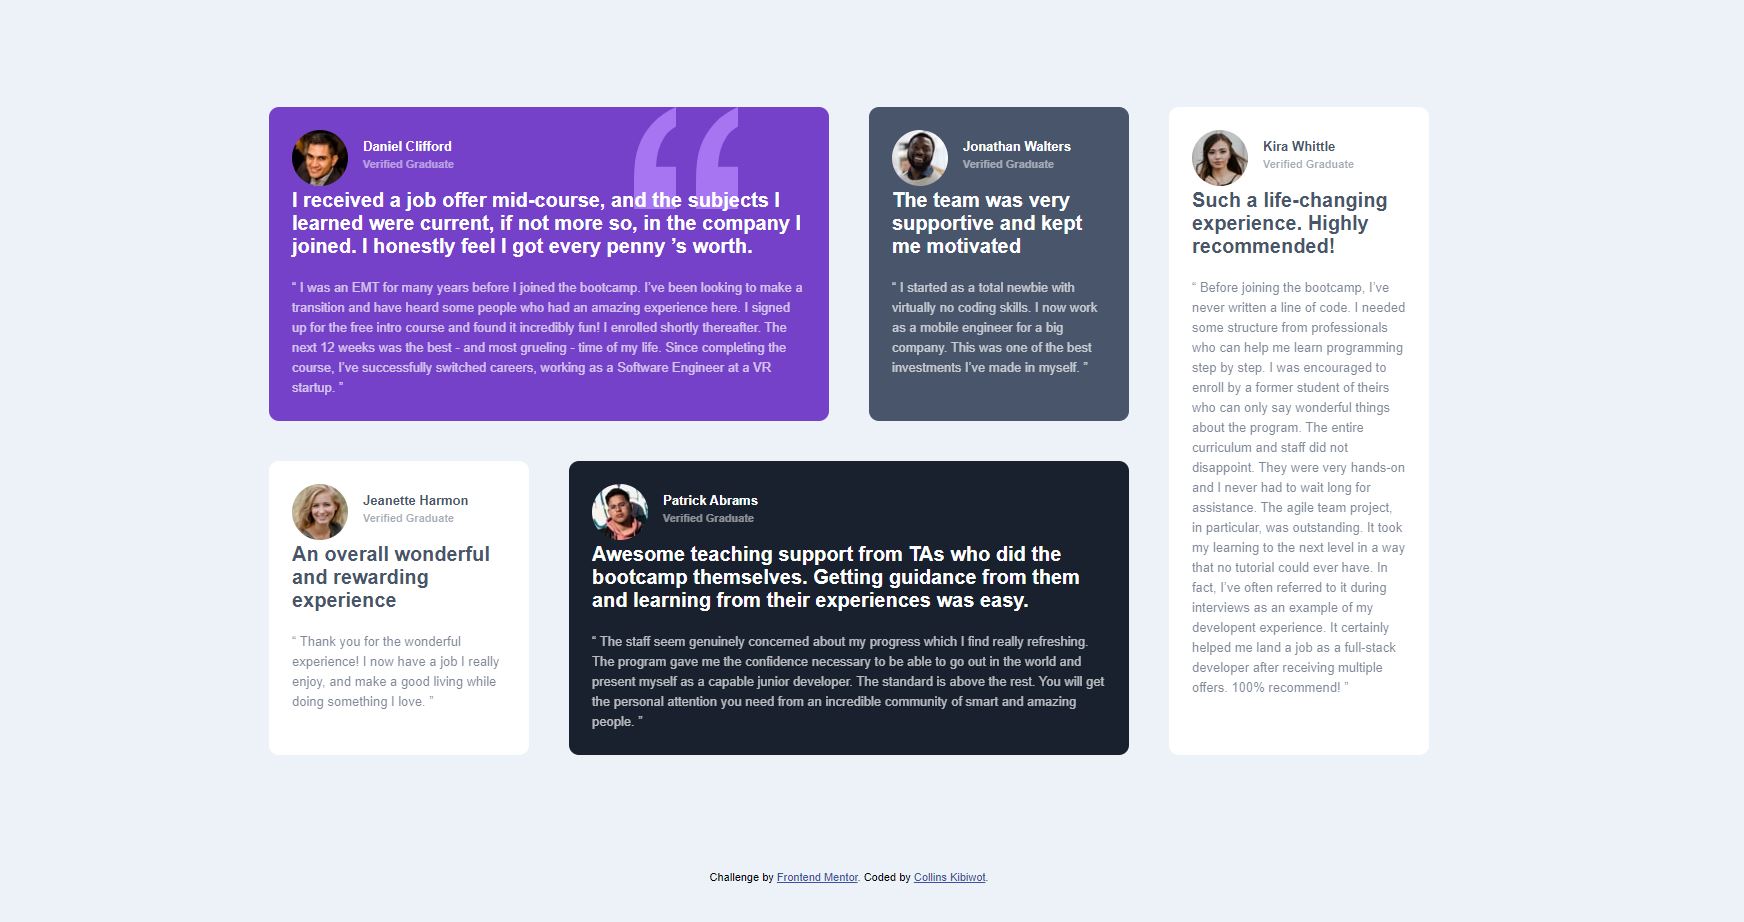 Daniel Clifford
Verified Graduate
I received a job offer mid-course, and the subjects I
learned were current, if not more so, in the company I
joined. I honestly feel I got every penny ’s worth.
“ I was an EMT for many years before I joined the bootcamp. I’ve been looking to make a
transition and have heard some people who had an amazing experience here. I signed
up for the free intro course and found it incredibly fun! I enrolled shortly thereafter. The
next 12 weeks was the best - and most grueling - time of my life. Since completing the
course, I’ve successfully switched careers, working as a Software Engineer at a VR
startup. ”
Jonathan Walters
Verified Graduate
The team was very
supportive and kept
me motivated
“ I started as a total newbie with
virtually no coding skills. I now work
as a mobile engineer for a big
company. This was one of the best
investments I’ve made in myself. ”
Kira Whittle
Verified Graduate
Such a life-changing
experience. Highly
recommended!
“ Before joining the bootcamp, I’ve
never written a line of code. I needed
some structure from professionals
who can help me learn programming
step by step. I was encouraged to
enroll by a former student of theirs
who can only say wonderful things
about the program. The entire
curriculum and staff did not
disappoint. They were very hands-on
and I never had to wait long for
assistance. The agile team project,
in particular, was outstanding. It took
my learning to the next level in a way
that no tutorial could ever have. In
fact, I’ve often referred to it during
interviews as an example of my
developent experience. It certainly
helped me land a job as a full-stack
developer after receiving multiple
offers. 100% recommend! ”
Jeanette Harmon
Verified Graduate
An overall wonderful
and rewarding
experience
“ Thank you for the wonderful
experience! I now have a job I really
enjoy, and make a good living while
doing something I love. ”
Patrick Abrams
Verified Graduate
Awesome teaching support from TAs who did the
bootcamp themselves. Getting guidance from them
and learning from their experiences was easy.
“ The staff seem genuinely concerned about my progress which I find really refreshing.
The program gave me the confidence necessary to be able to go out in the world and
present myself as a capable junior developer. The standard is above the rest. You will get
the personal attention you need from an incredible community of smart and amazing
people. ”
Challenge by Frontend Mentor. Coded by Collins Kibiwot.